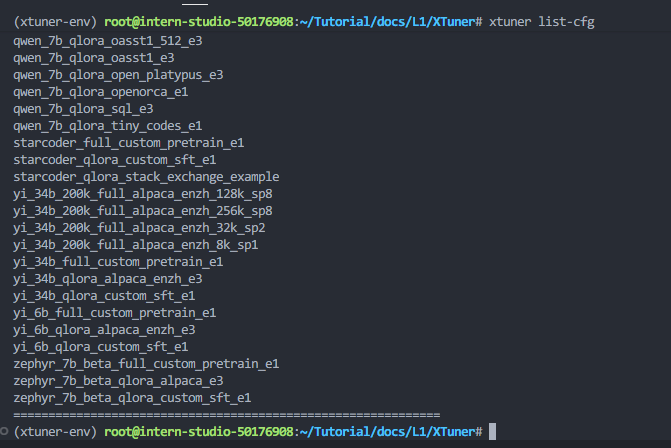 (xtuner-env) root@intern-studio-50176908:~/Tutorial/docs/L1/XTuner# xtuner list-cfg
qwen_7b_qlora_oasst1_512_e3
qwen_7b_qlora_oasst1_e3
qwen_7b_qlora_open_platypus_e3
qwen_7b_qlora_openorca_e1
qwen_7b_qlora_sql_e3
qwen_7b_qlora_tiny_codes_e1
starcoder_full_custom_pretrain_e1
starcoder_qlora_custom_sft_e1
starcoder_qlora_stack_exchange_example
yi_34b_200k_full_alpaca_enzh_128k_sp8
yi_34b_200k_full_alpaca_enzh_256k_sp8
yi_34b_200k_full_alpaca_enzh_32k_sp2
yi_34b_200k_full_alpaca_enzh_8k_sp1
yi_34b_full_custom_pretrain_e1
yi_34b_qlora_alpaca_enzh_e3
yi_34b_qlora_custom_sft_e1
yi_6b_full_custom_pretrain_e1
yi_6b_qlora_alpaca_enzh_e3
yi_6b_qlora_custom_sft_e1
zephyr_7b_beta_full_custom_pretrain_e1
zephyr_7b_beta_qlora_alpaca_e3
zephyr_7b_beta_qlora_custom_sft_e1
=============================================================
(xtuner-env) root@intern-studio-50176908:~/Tutorial/docs/L1/XTuner#